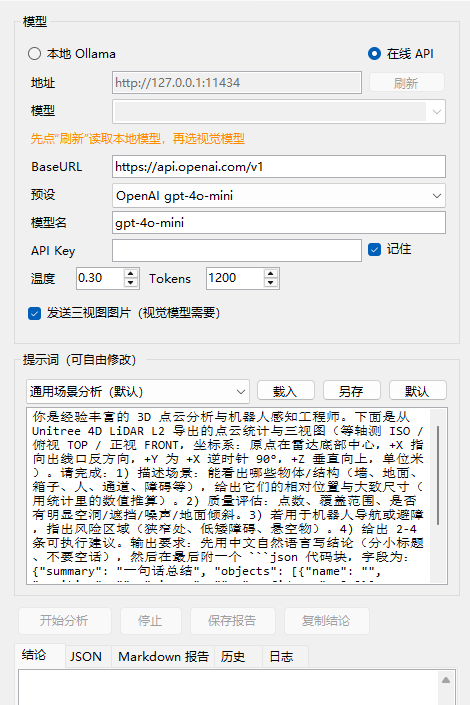 模型
本地 Ollama
在线 API
地址
http://127.0.0.1:11434
刷新
模型
先点“刷新”读取本地模型，再选视觉模型
BaseURL
https://api.openai.com/v1
预设
OpenAI gpt-4o-mini
模型名
gpt-4o-mini
API Key
记住
温度
0.30
Tokens
1200
发送三视图图片（视觉模型需要）
提示词（可自由修改）
通用场景分析（默认）
载入
另存
默认
你是经验丰富的 3D 点云分析与机器人感知工程师。下面是从
Unitree 4D LiDAR L2 导出的点云统计与三视图（等轴测 ISO /
俯视 TOP / 正视 FRONT，坐标系：原点在雷达底部中心，+X 指
向出线口反方向，+Y 为 +X 逆时针 90°，+Z 垂直向上，单位米
）。请完成：1) 描述场景：能看出哪些物体/结构（墙、地面、
箱子、人、通道、障碍等），给出它们的相对位置与大致尺寸（
用统计里的数值推算）。2) 质量评估：点数、覆盖范围、是否
有明显空洞/遮挡/噪声/地面倾斜。3) 若用于机器人导航或避障
，指出风险区域（狭窄处、低矮障碍、悬空物）。4) 给出 2-4
条可执行建议。输出要求：先用中文自然语言写结论（分小标题
、不要空话），然后在最后附一个 ```json 代码块，字段为：
{"summary": "一句话总结", "objects": [{"name": "",
开始分析
停止
保存报告
复制结论
结论
JSON
Markdown 报告
历史
日志